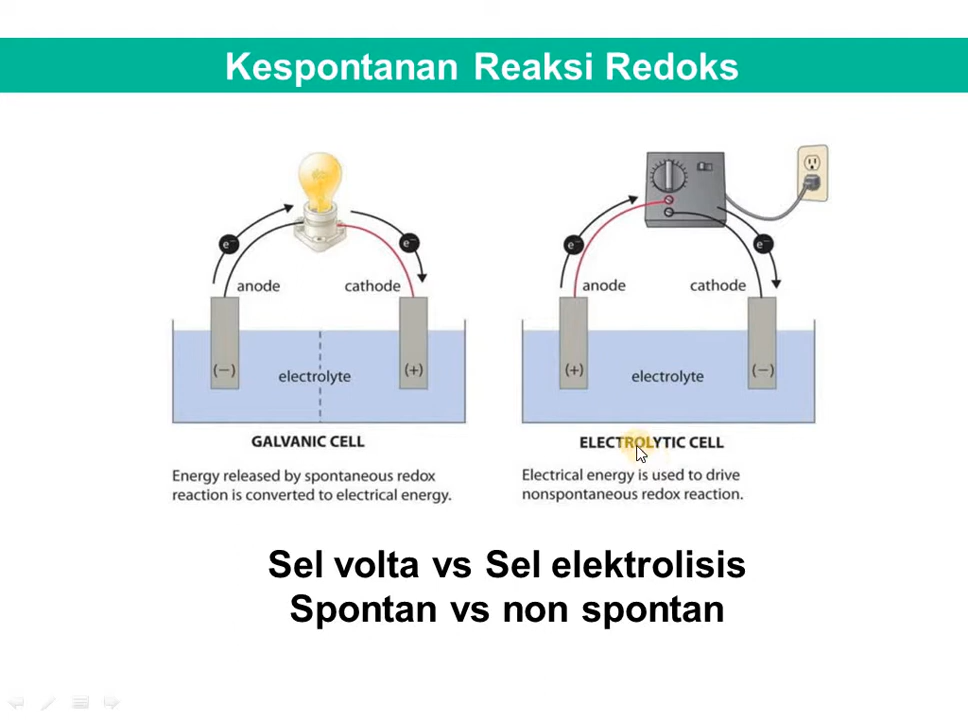 Kespontanan Reaksi Redoks
e⁻
e⁻
anode
cathode
(−)
electrolyte
(+)
GALVANIC CELL
Energy released by spontaneous redox
reaction is converted to electrical energy.
e⁻
e⁻
anode
cathode
(+)
electrolyte
(−)
ELECTROLYTIC CELL
Electrical energy is used to drive
nonspontaneous redox reaction.
Sel volta vs Sel elektrolisis
Spontan vs non spontan